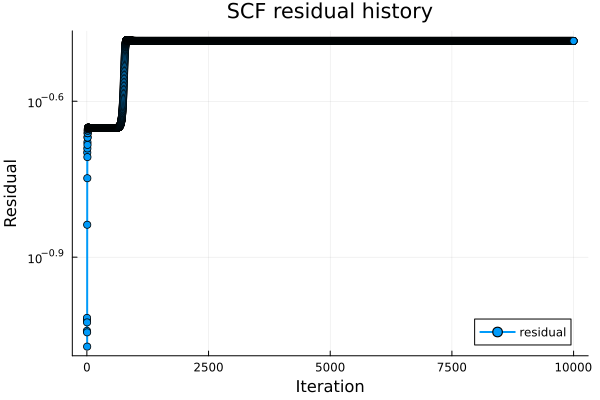 SCF residual history
Residual
10^−0.6
10^−0.9
residual
0 2500 5000 7500 10000
Iteration